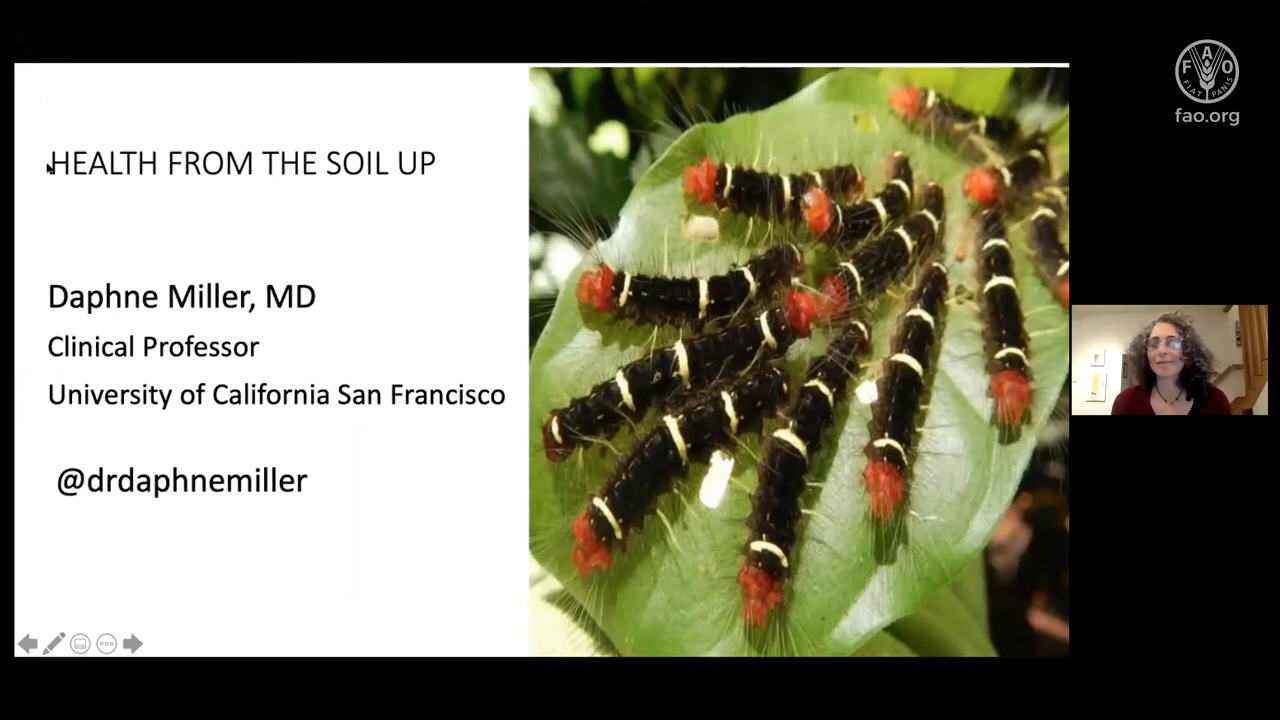 HEALTH FROM THE SOIL UP
Daphne Miller, MD
Clinical Professor
University of California San Francisco
@drdaphnemiller
F A O
FIAT PANIS
fao.org